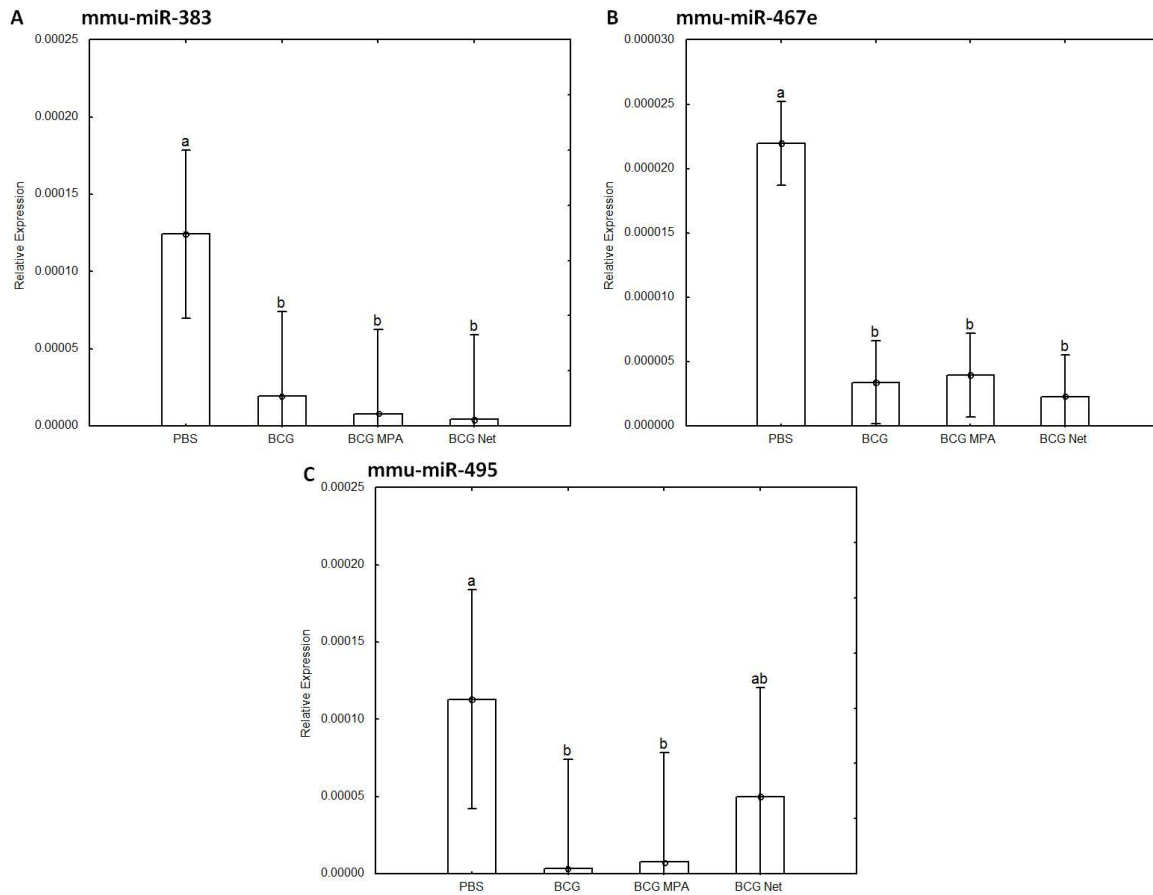 A mmu-miR-383
0.00025
0.00020
0.00015
0.00010
0.00005
0.00000
Relative Expression
a
b
b
b
PBS BCG BCG MPA BCG Net
B mmu-miR-467e
0.000030
0.000025
0.000020
0.000015
0.000010
0.000005
0.000000
Relative Expression
a
b
b
b
PBS BCG BCG MPA BCG Net
C mmu-miR-495
0.00025
0.00020
0.00015
0.00010
0.00005
0.00000
Relative Expression
a
b
b
ab
PBS BCG BCG MPA BCG Net